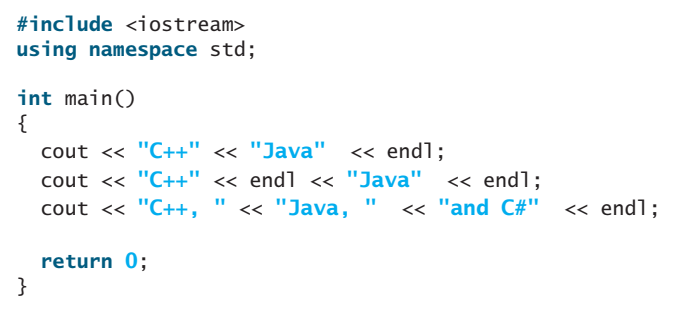 #include <iostream>
using namespace std;
int main()
{
cout << "C++" << "Java"  << endl;
cout << "C++" << endl << "Java"  << endl;
cout << "C++, " << "Java, "  << "and C#"  << endl;
return 0;
}